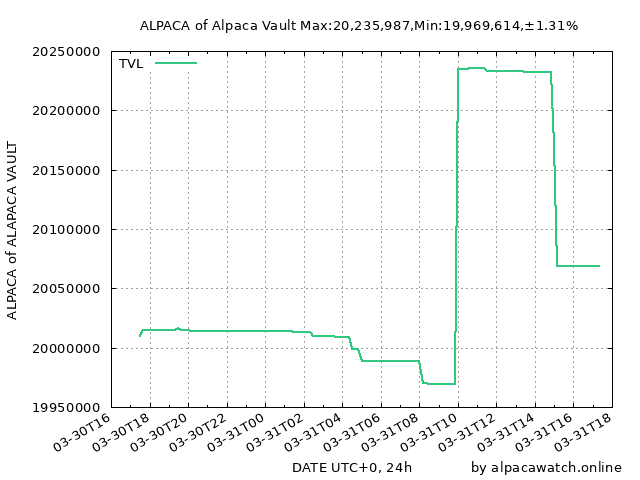 ALPACA of Alpaca Vault Max:20,235,987,Min:19,969,614,±1.31%
TVL
ALPACA of ALAPACA VAULT
20250000
20200000
20150000
20100000
20050000
20000000
19950000
03-30T16
03-30T18
03-30T20
03-30T22
03-31T00
03-31T02
03-31T04
03-31T06
03-31T08
03-31T10
03-31T12
03-31T14
03-31T16
03-31T18
DATE UTC+0, 24h
by alpacawatch.online